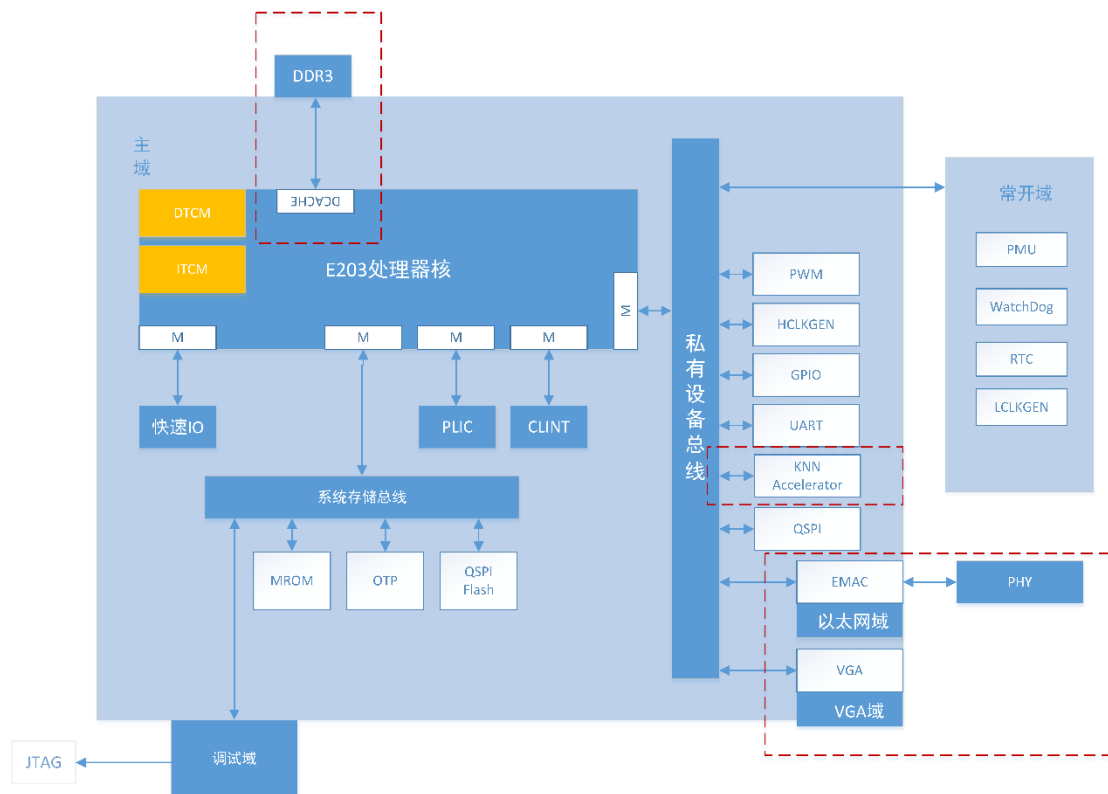 DDR3
主
域
DCACHE
DTCM
ITCM
E203处理器核
M
M
M
M
M
快速IO
PLIC
CLINT
系统存储总线
MROM
OTP
QSPI
Flash
调试域
JTAG
私
有
设
备
总
线
PWM
HCLKGEN
GPIO
UART
KNN
Accelerator
QSPI
EMAC
以太网域
VGA
VGA域
PHY
常开域
PMU
WatchDog
RTC
LCLKGEN